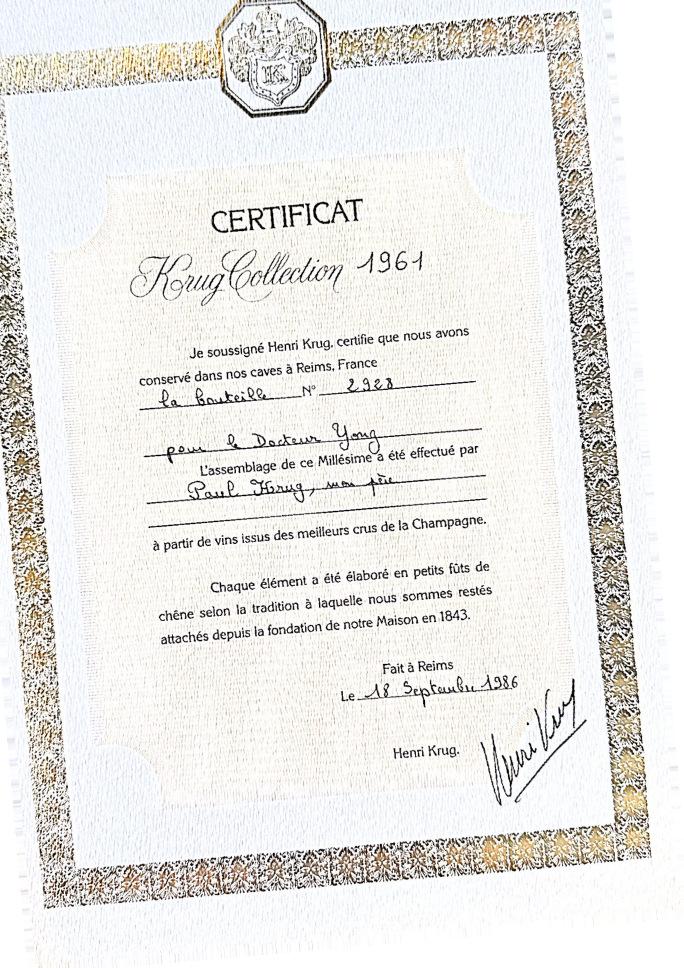 K
CERTIFICAT
Krug Collection 1961
Je soussigné Henri Krug, certifie que nous avons
conservé dans nos caves à Reims, France
la bouteille N° 2928
pour le Docteur Yong
L'assemblage de ce Millésime a été effectué par
Paul Krug, mon père
à partir de vins issus des meilleurs crus de la Champagne.
Chaque élément a été élaboré en petits fûts de
chêne selon la tradition à laquelle nous sommes restés
attachés depuis la fondation de notre Maison en 1843.
Fait à Reims
Le 18 Septembre 1986
Henri Krug.
Henri Krug